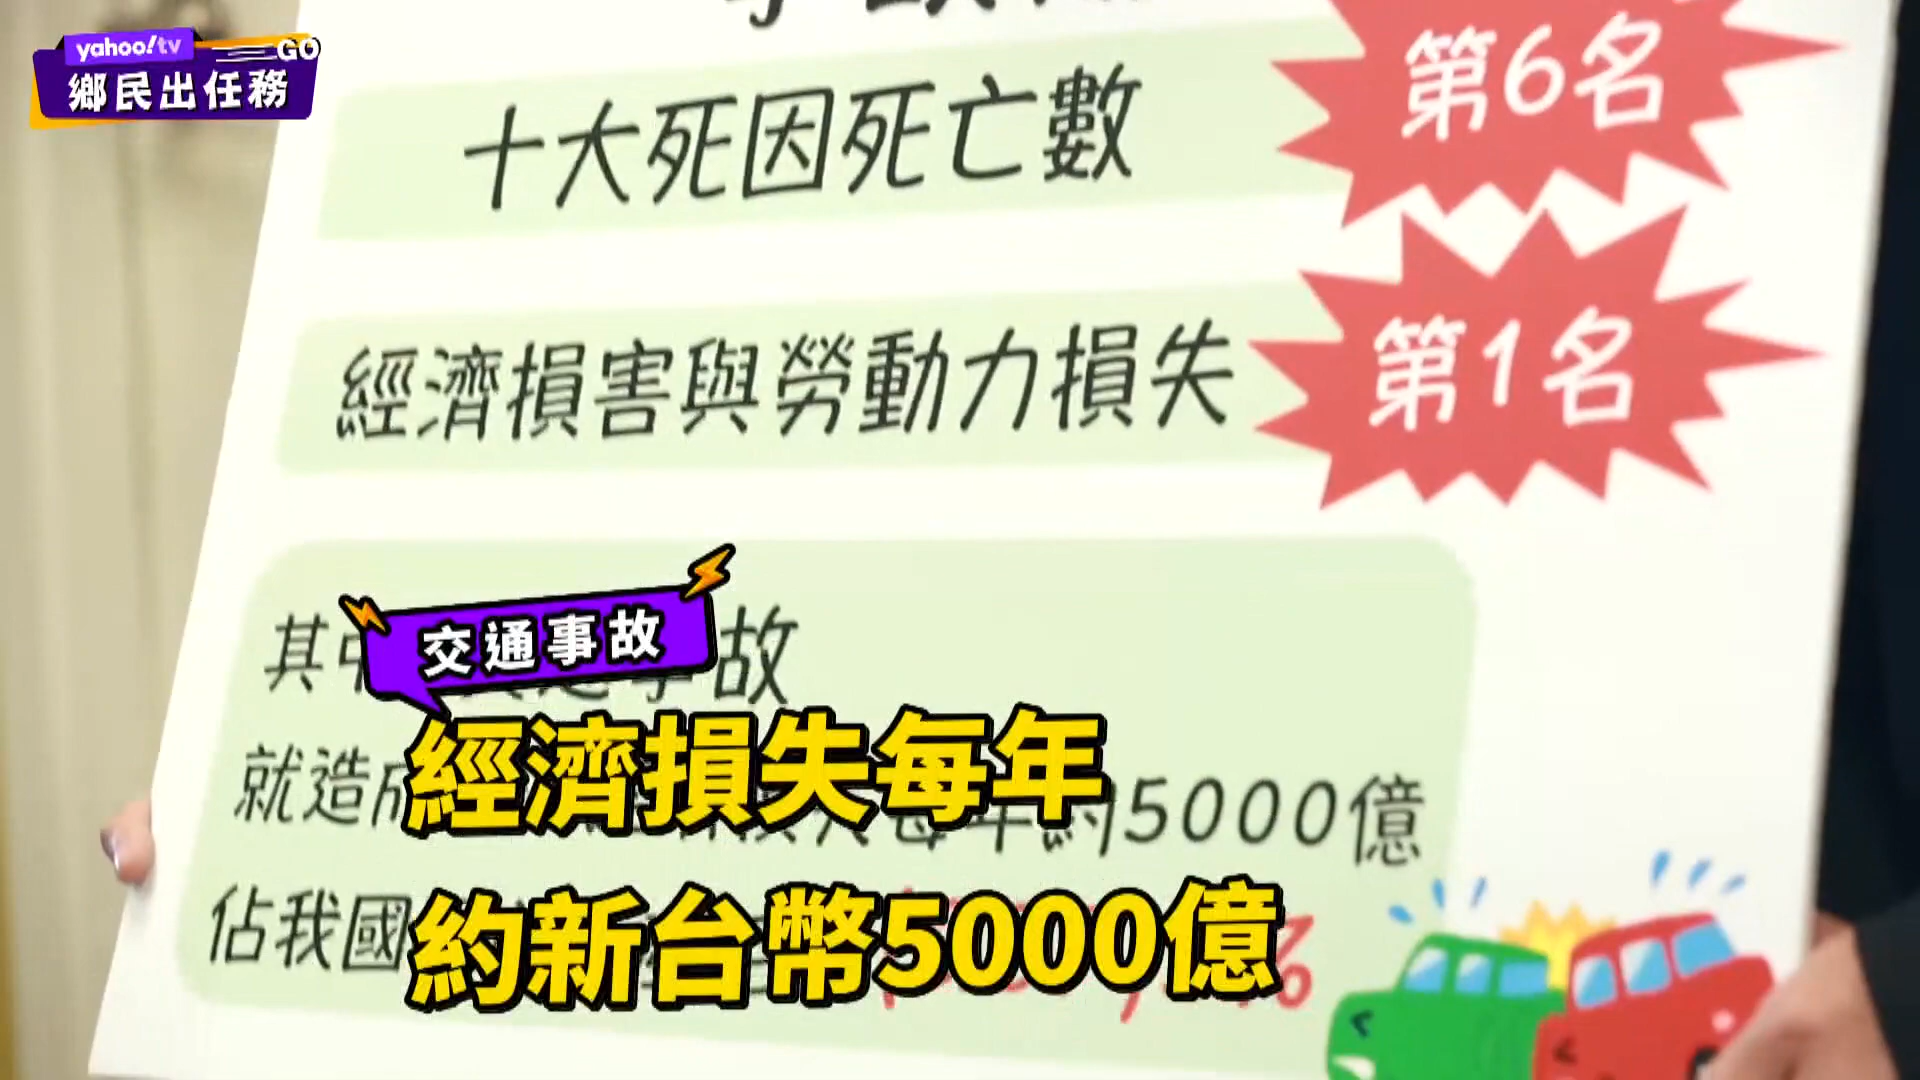 yahoo!tv
GO
鄉民出任務
十大死因死亡數
第6名
經濟損害與勞動力損失
第1名
其
故
交通事故
就造
5000億
經濟損失每年
佔我國
%
約新台幣5000億